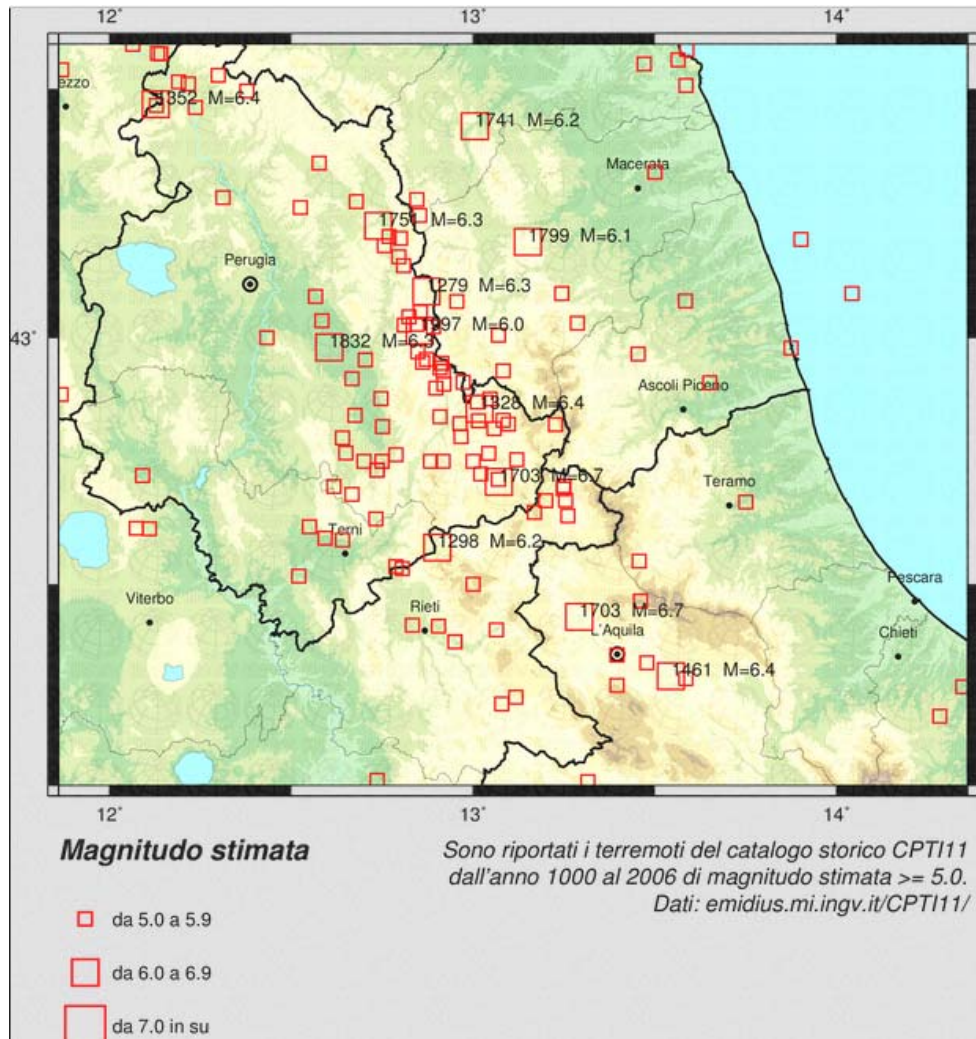 12° 13° 14°
ezzo
1352 M=6.4
1741 M=6.2
Macerata
1751 M=6.3
1799 M=6.1
Perugia
1279 M=6.3
43° 43°
1997 M=6.0
1832 M=6.3
Ascoli Piceno
1328 M=6.4
1703 M=6.7
Teramo
Terni
1298 M=6.2
Pescara
Viterbo
Rieti
1703 M=6.7
L'Aquila
Chieti
1461 M=6.4
12° 13° 14°
Magnitudo stimata
Sono riportati i terremoti del catalogo storico CPTI11
dall'anno 1000 al 2006 di magnitudo stimata >= 5.0.
Dati: emidius.mi.ingv.it/CPTI11/
da 5.0 a 5.9
da 6.0 a 6.9
da 7.0 in su